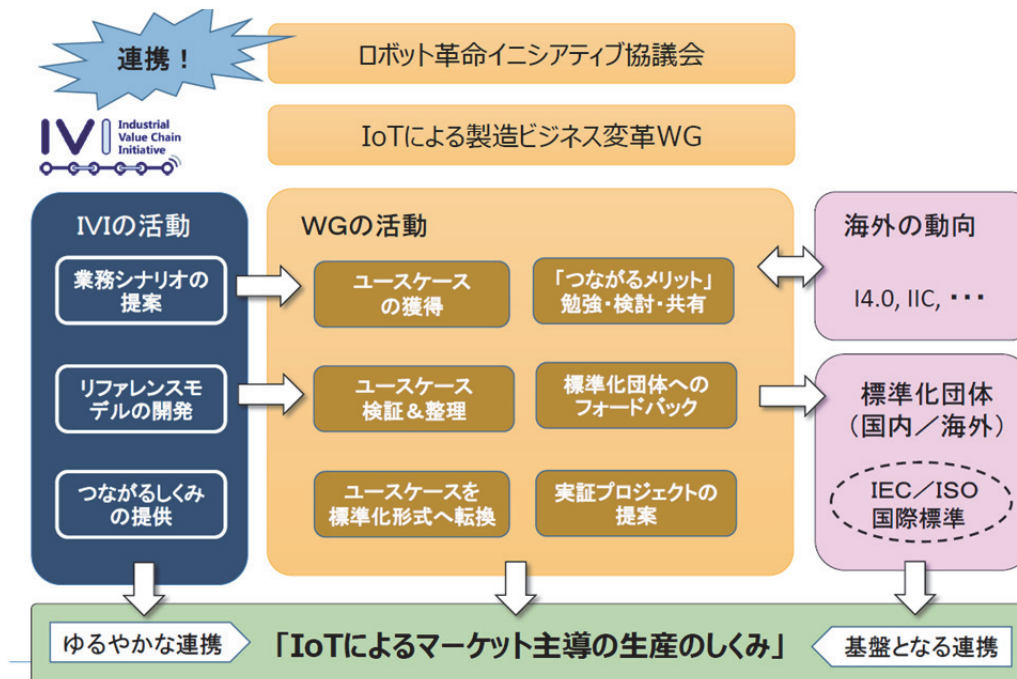 連携！
ロボット革命イニシアティブ協議会
IVI
Industrial
Value Chain
Initiative
IoTによる製造ビジネス変革WG
IVIの活動
業務シナリオの
提案
リファレンスモ
デルの開発
つながるしくみ
の提供
WGの活動
ユースケース
の獲得
「つながるメリット」
勉強・検討・共有
ユースケース
検証＆整理
標準化団体への
フォードバック
ユースケースを
標準化形式へ転換
実証プロジェクトの
提案
海外の動向
I4.0, IIC, ・・・
標準化団体
（国内／海外）
IEC／ISO
国際標準
ゆるやかな連携
「IoTによるマーケット主導の生産のしくみ」
基盤となる連携